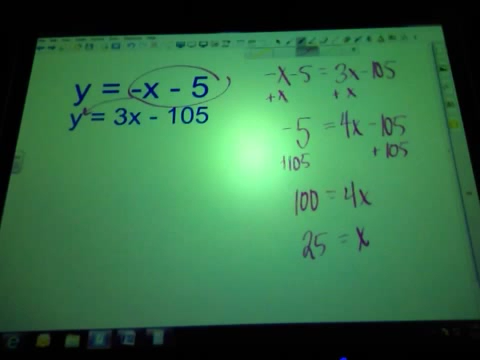 y = -x - 5
y = 3x - 105
-x-5 = 3x-105
+x +x
-5 = 4x-105
+105 +105
100 = 4x
25 = x